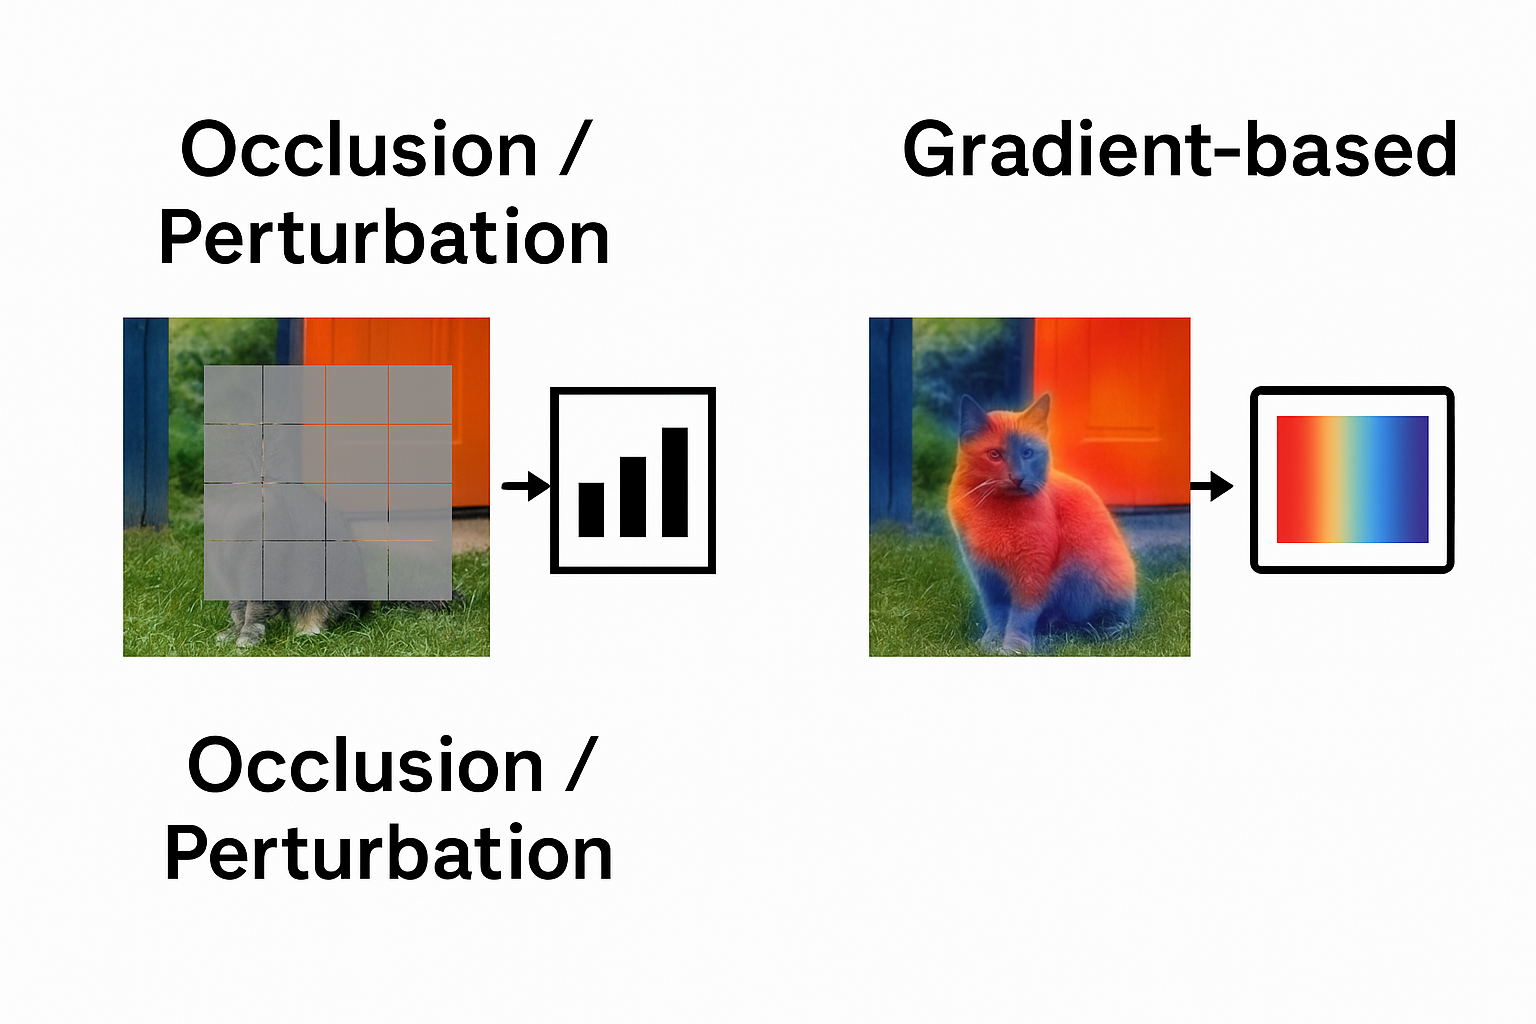 Occlusion /
Perturbation
Gradient-based
Occlusion /
Perturbation